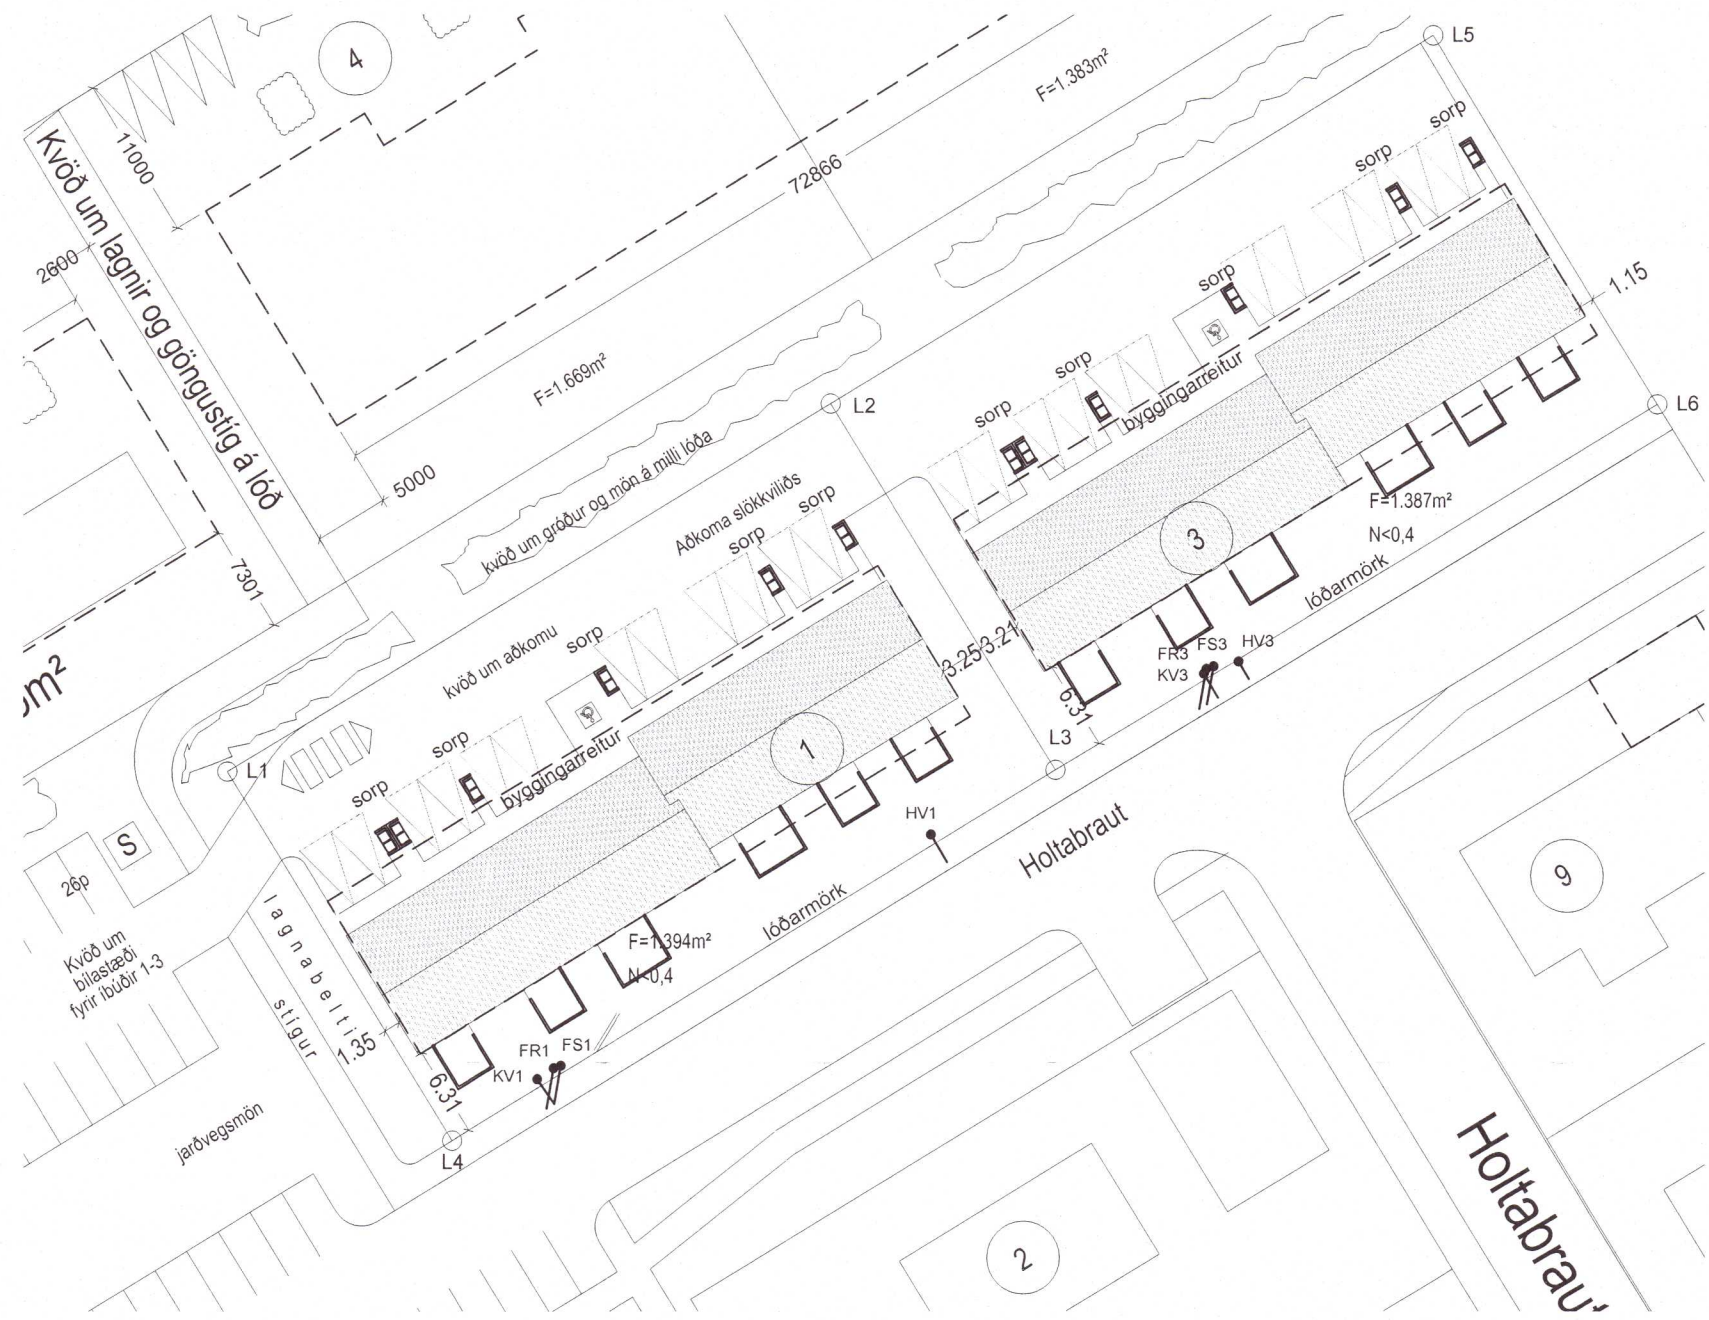 4
L5
F=1.383m²
11000
sorp
sorp
Kvöð um lagnir og göngustíg á lóð
72866
2600
sorp
1.15
sorp
byggingarreitur
F=1.669m²
L2
L6
sorp
5000
kvöð um gróður og mön á milli lóða
Aðkoma slökkviliðs
sorp
sorp
F=1.387m²
N<0,4
3
7301
lóðarmörk
kvöð um aðkomu
sorp
3.25
3.21
FR3
FS3
HV3
KV3
6.31
L3
L1
sorp
byggingarreitur
1
sorp
HV1
Holtabraut
S
26p
9
lagnabelti
stígur
lóðarmörk
F=1.394m²
N<0,4
Kvöð um
bílastæði
fyrir íbúðir 1-3
1.35
FR1
FS1
KV1
6.31
jarðvegsmön
L4
2
Holtabraut